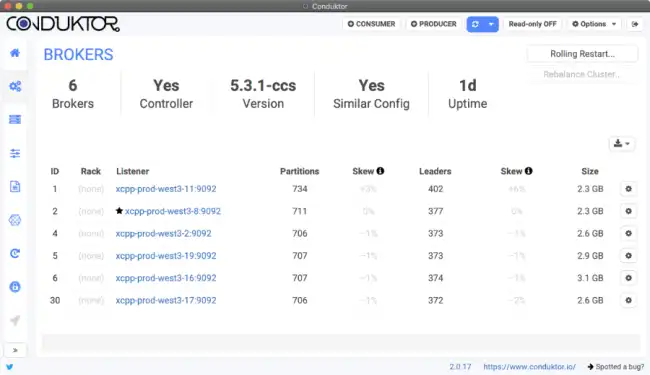 Conduktor
CONDUKTOR
CONSUMER PRODUCER Read-only OFF Options
BROKERS
Rolling Restart...
Rebalance Cluster...
6 Yes 5.3.1-ccs Yes 1d
Brokers Controller Version Similar Config Uptime
ID Rack Listener Partitions Skew Leaders Skew Size
1 (none) xcpp-prod-west3-11:9092 734 +3% 402 +6% 2.3 GB
2 (none) ★ xcpp-prod-west3-8:9092 711 0% 377 0% 2.3 GB
4 (none) xcpp-prod-west3-2:9092 706 −1% 373 −1% 2.6 GB
5 (none) xcpp-prod-west3-19:9092 707 −1% 373 −1% 2.9 GB
6 (none) xcpp-prod-west3-16:9092 707 −1% 374 −1% 3.1 GB
30 (none) xcpp-prod-west3-17:9092 706 −1% 372 −2% 2.6 GB
» 
2.0.17 https://www.conduktor.io/ Spotted a bug?